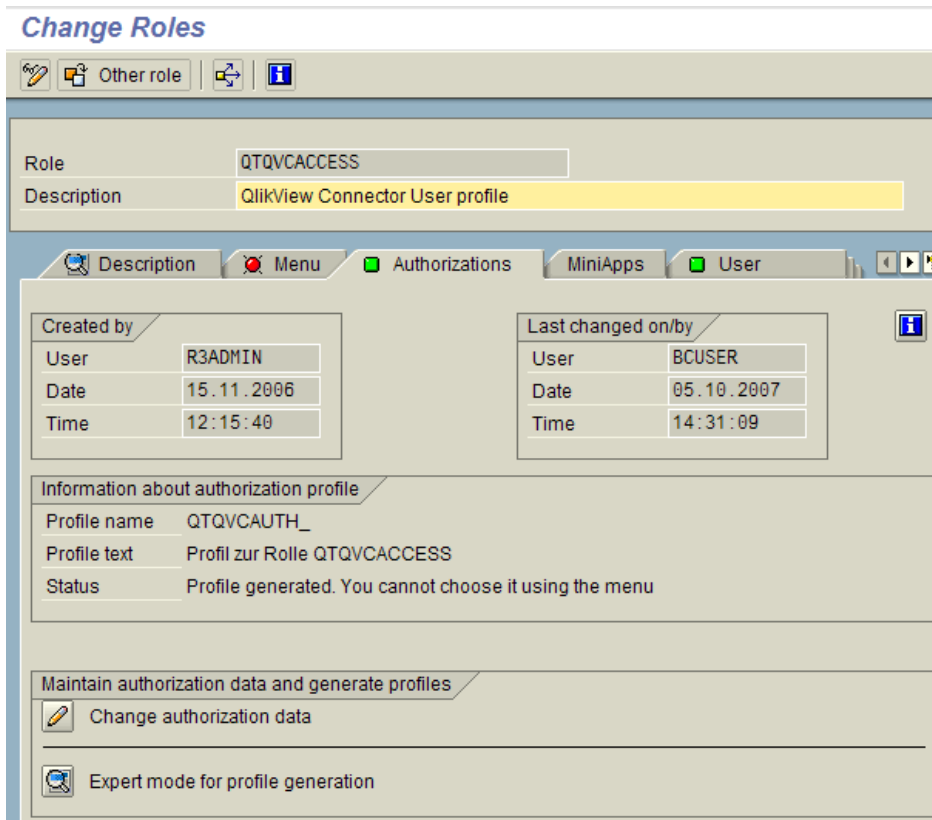 Change Roles
Other role
Role QTQVCACCESS
Description QlikView Connector User profile
Description Menu Authorizations MiniApps User
Created by Last changed on/by
User R3ADMIN User BCUSER
Date 15.11.2006 Date 05.10.2007
Time 12:15:40 Time 14:31:09
Information about authorization profile
Profile name QTQVCAUTH_
Profile text Profil zur Rolle QTQVCACCESS
Status Profile generated. You cannot choose it using the menu
Maintain authorization data and generate profiles
Change authorization data
Expert mode for profile generation